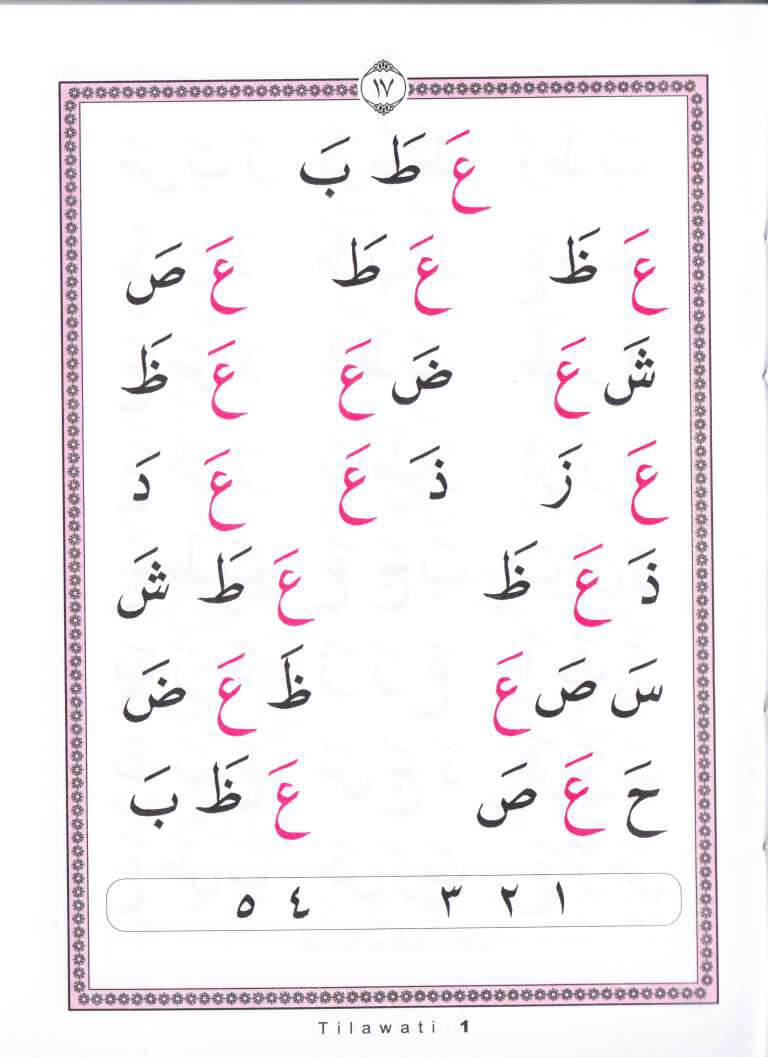 ١٧
عَ طَ بَ
عَ ظَ عَ طَ عَ صَ
شَ عَ ضَ عَ عَ ظَ
عَ زَ ذَ عَ عَ دَ
ذَ عَ ظَ عَ طَ شَ
سَ صَ عَ ظَ عَ ضَ
حَ عَ صَ عَ ظَ بَ
١ ٢ ٣ ٤ ٥
Tilawati 1